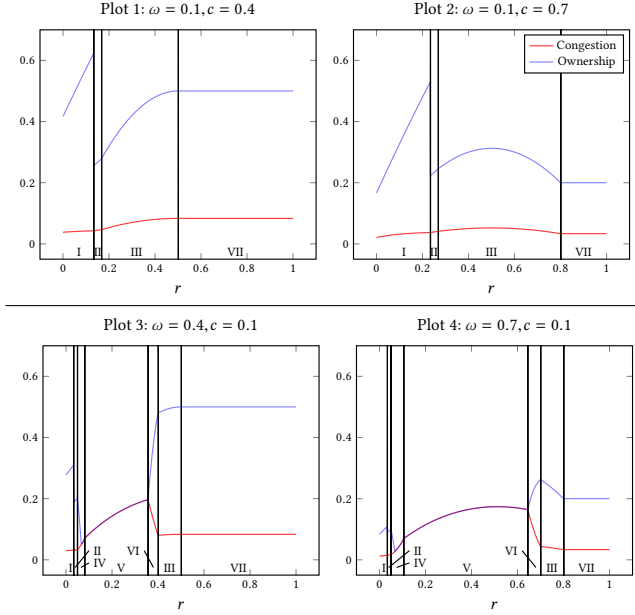 Plot 1: ω = 0.1, c = 0.4
0.6
0.4
0.2
0
I
II
III
VII
0 0.2 0.4 0.6 0.8 1
r
Plot 2: ω = 0.1, c = 0.7
Congestion
Ownership
0.6
0.4
0.2
0
I
II
III
VII
0 0.2 0.4 0.6 0.8 1
r
Plot 3: ω = 0.4, c = 0.1
0.6
0.4
0.2
0
I
II
IV
V
VI
III
VII
0 0.2 0.4 0.6 0.8 1
r
Plot 4: ω = 0.7, c = 0.1
0.6
0.4
0.2
0
I
II
IV
V
VI
III
VII
0 0.2 0.4 0.6 0.8 1
r